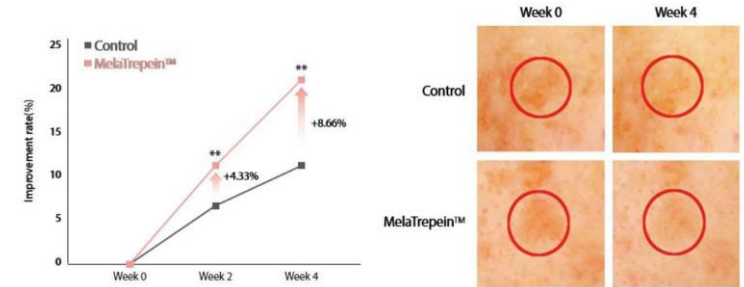 Improvement rate(%)
25
20
15
10
5
0
Control
MelaTrepein™
**
+4.33%
**
+8.66%
Week 0
Week 2
Week 4
Week 0
Week 4
Control
MelaTrepein™